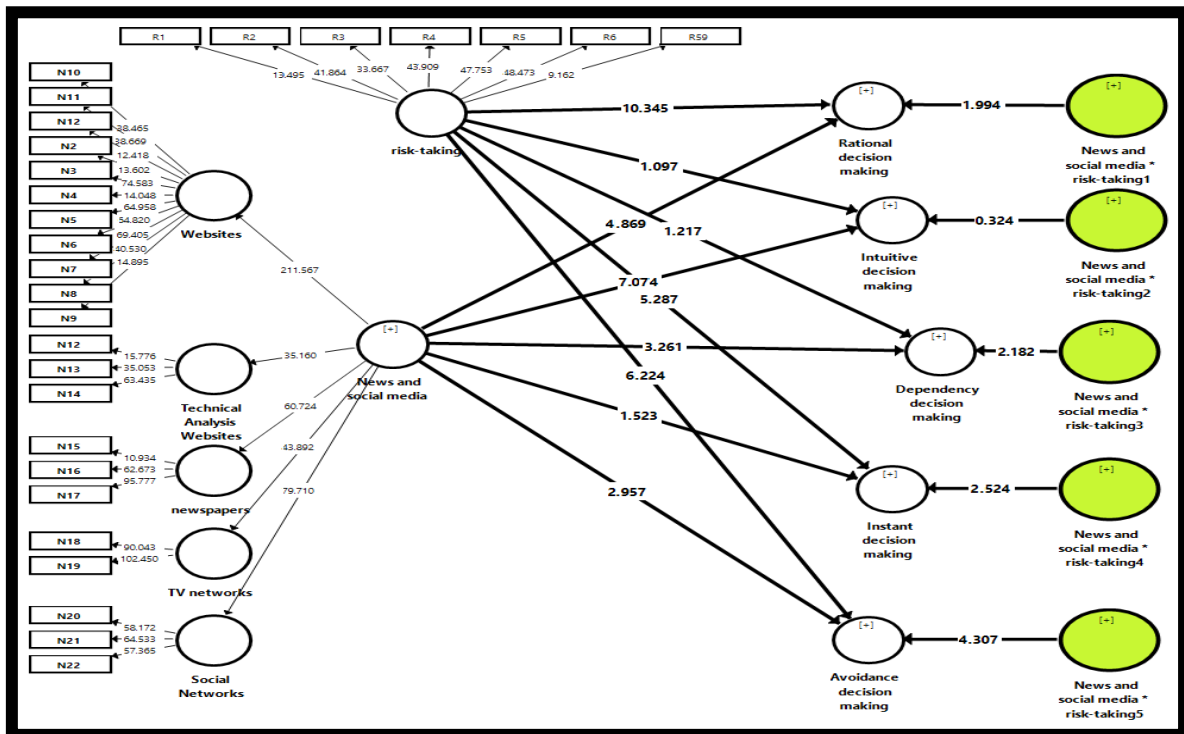 R1
R2
R3
R4
R5
R6
R59
13.495
41.864
33.667
43.909
47.753
48.473
9.162
risk-taking
N10
N11
N12
N2
N3
N4
N5
N6
N7
N8
N9
38.465
38.669
12.418
13.602
74.583
14.048
64.958
54.820
69.405
40.530
14.895
Websites
211.567
N12
N13
N14
15.776
35.053
63.435
Technical
Analysis
Websites
35.160
N15
N16
N17
10.934
62.673
95.777
newspapers
60.724
N18
N19
90.043
102.450
TV networks
43.892
N20
N21
N22
58.172
64.533
57.365
Social
Networks
79.710
[+]
News and
social media
10.345
1.097
4.869
1.217
7.074
5.287
3.261
6.224
1.523
2.957
[+]
Rational
decision
making
1.994
[+]
News and
social media *
risk-taking1
[+]
Intuitive
decision
making
0.324
[+]
News and
social media *
risk-taking2
[+]
Dependency
decision
making
2.182
[+]
News and
social media *
risk-taking3
[+]
Instant
decision
making
2.524
[+]
News and
social media *
risk-taking4
[+]
Avoidance
decision
making
4.307
[+]
News and
social media *
risk-taking5